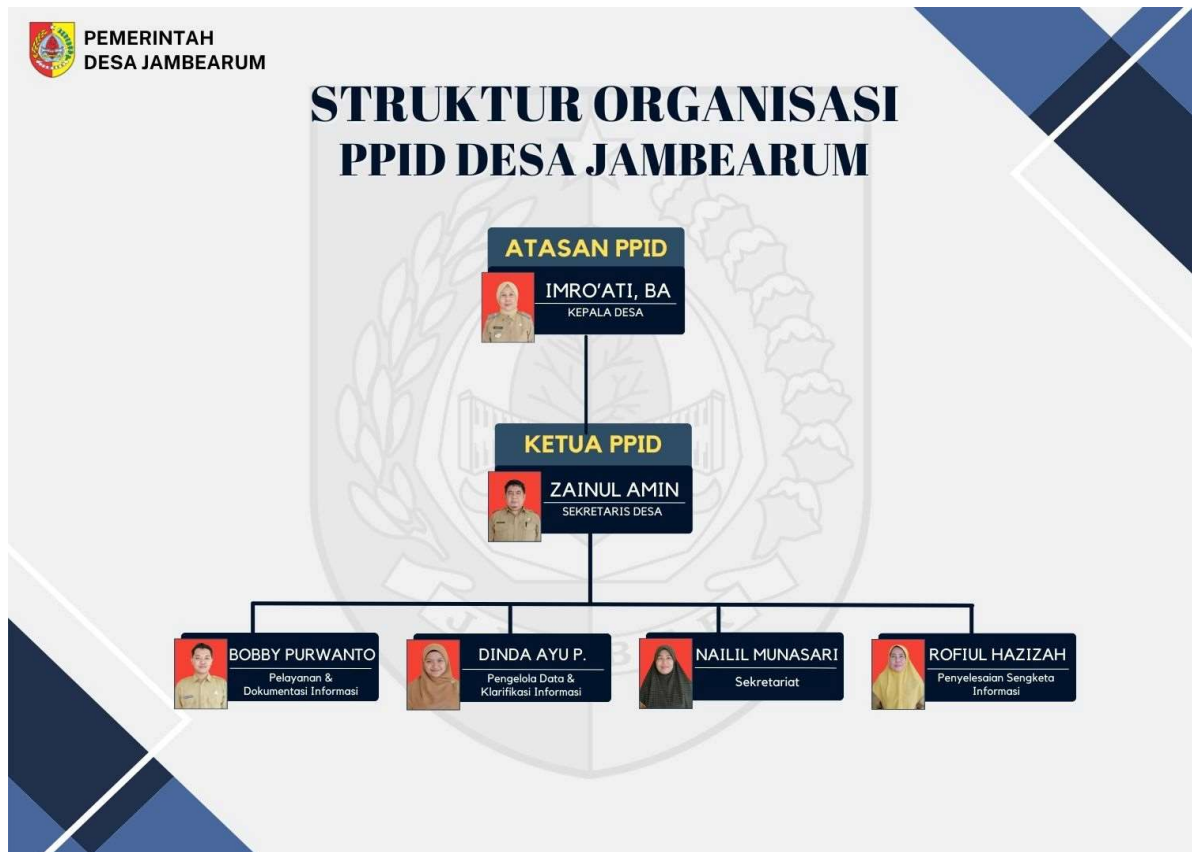 PEMERINTAH
DESA JAMBEARUM
STRUKTUR ORGANISASI
PPID DESA JAMBEARUM
ATASAN PPID
IMRO'ATI, BA
KEPALA DESA
KETUA PPID
ZAINUL AMIN
SEKRETARIS DESA
BOBBY PURWANTO
Pelayanan &
Dokumentasi Informasi
DINDA AYU P.
Pengelola Data &
Klarifikasi Informasi
NAILIL MUNASARI
Sekretariat
ROFIUL HAZIZAH
Penyelesaian Sengketa
Informasi